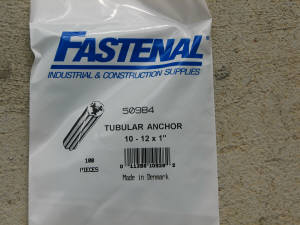 FASTENAL
INDUSTRIAL & CONSTRUCTION SUPPLIES
50984
TUBULAR ANCHOR
10 - 12 x 1"
100
PIECES
Made in Denmark